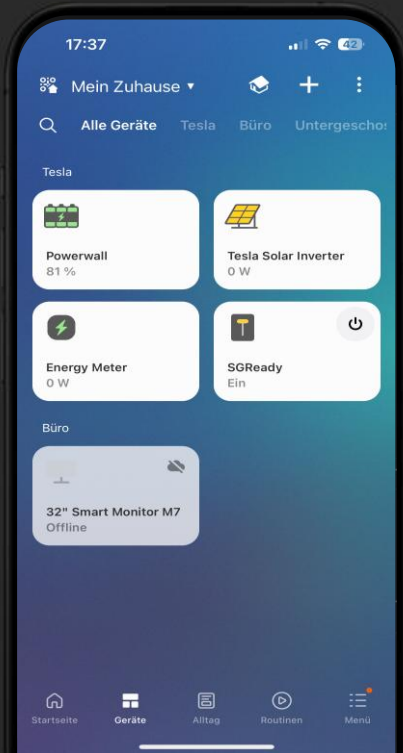 17:37
42
Mein Zuhause
Alle Geräte Tesla Büro Untergeschos
Tesla
Powerwall
81 %
Tesla Solar Inverter
0 W
Energy Meter
0 W
SGReady
Ein
Büro
32" Smart Monitor M7
Offline
Startseite Geräte Alltag Routinen Menü